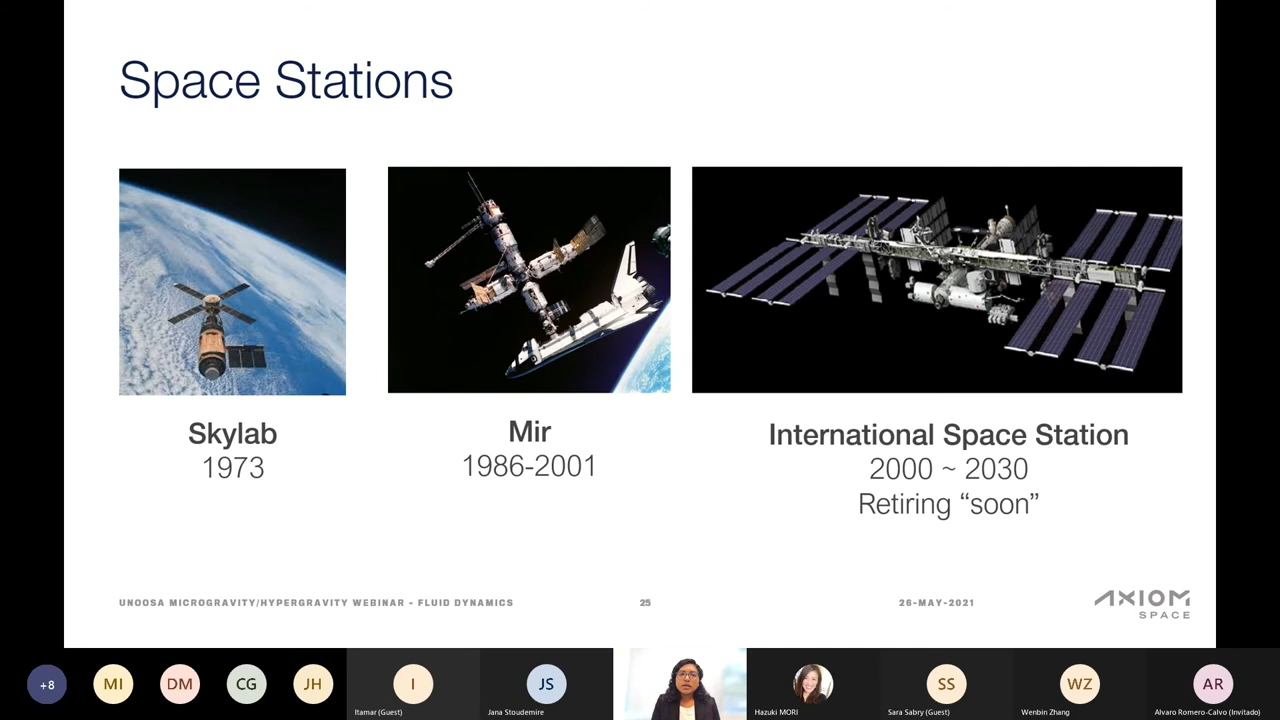 Space Stations
Skylab
1973
Mir
1986-2001
International Space Station
2000 ~ 2030
Retiring “soon”
UNOOSA MICROGRAVITY/HYPERGRAVITY WEBINAR - FLUID DYNAMICS
25
26-MAY-2021
AXIOM
SPACE
+8
MI
DM
CG
JH
I
Itamar (Guest)
JS
Jana Stoudemire
Hazuki MORI
SS
Sara Sabry (Guest)
WZ
Wenbin Zhang
AR
Alvaro Romero-Calvo (Invitado)